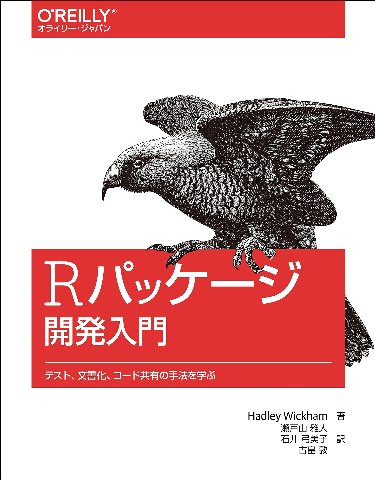 O'REILLY®
オライリー・ジャパン
Rパッケージ
開発入門
テスト、文書化、コード共有の手法を学ぶ
Hadley Wickham 著
瀬戸山 雅人
石井 弓美子 訳
古畠 敦